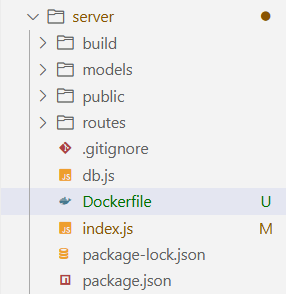 server
build
models
public
routes
.gitignore
JS db.js
Dockerfile U
JS index.js M
package-lock.json
package.json